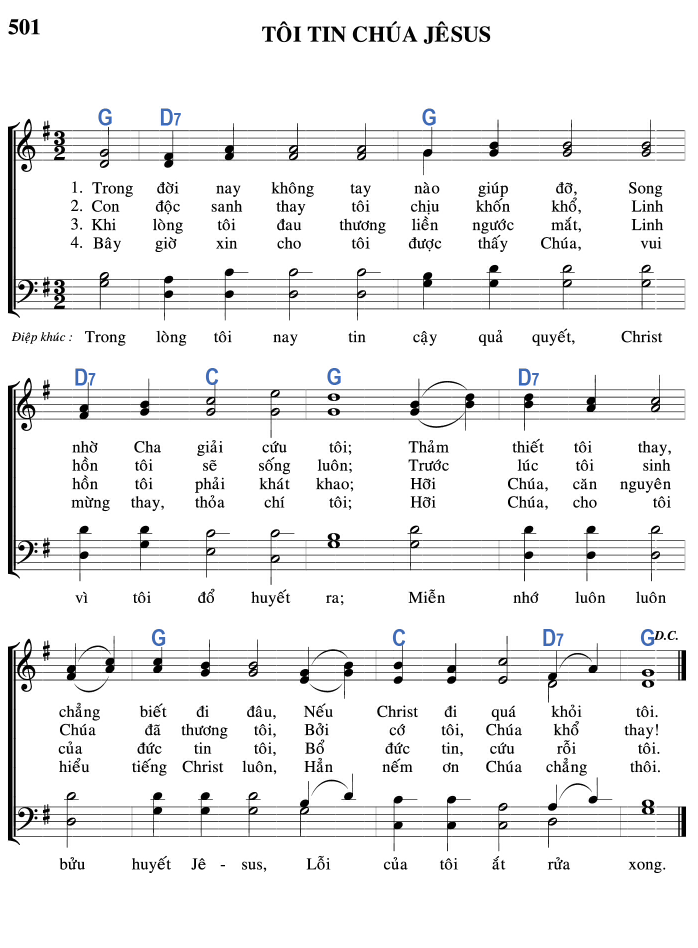 501
TÔI TIN CHÚA JÊSUS
G D7 G
1. Trong đời nay không tay nào giúp đỡ, Song
2. Con độc sanh thay tôi chịu khốn khổ, Linh
3. Khi lòng tôi đau thương liền ngước mắt, Linh
4. Bây giờ xin cho tôi được thấy Chúa, vui
Điệp khúc : Trong lòng tôi nay tin cậy quả quyết, Christ
D7 C G D7
nhờ Cha giải cứu tôi; Thảm thiết tôi thay,
hồn tôi sẽ sống luôn; Trước lúc tôi sinh
hồn tôi phải khát khao; Hỡi Chúa, căn nguyên
mừng thay, thỏa chí tôi; Hỡi Chúa, cho tôi
vì tôi đổ huyết ra; Miễn nhớ luôn luôn
G C D7 G D.C.
chẳng biết đi đâu, Nếu Christ đi quá khỏi tôi.
Chúa đã thương tôi, Bởi cớ tôi, Chúa khổ thay!
của đức tin tôi, Bổ đức tin, cứu rỗi tôi.
hiểu tiếng Christ luôn, Hẳn nếm ơn Chúa chẳng thôi.
bửu huyết Jê - sus, Lỗi của tôi ắt rửa xong.